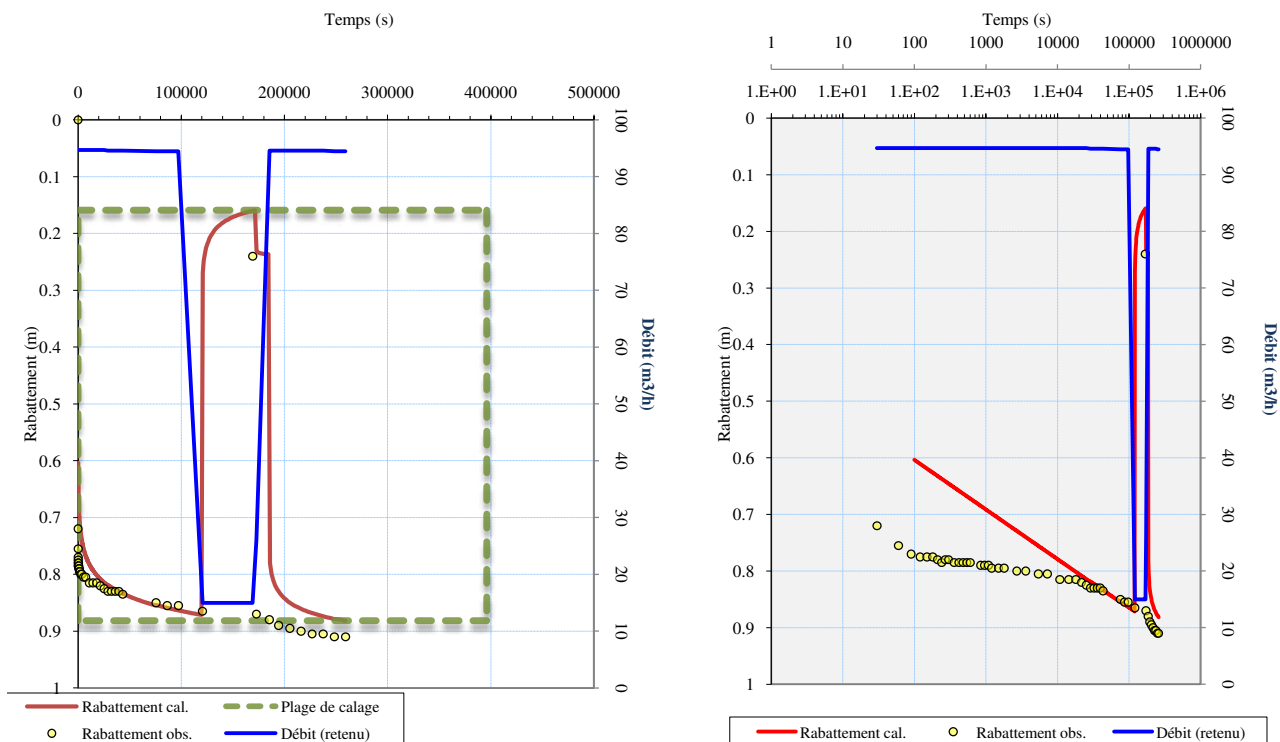 Temps (s)
0 100000 200000 300000 400000 500000
0
0.1
0.2
0.3
0.4
0.5
0.6
0.7
0.8
0.9
1
Rabattement (m)
100
90
80
70
60
50
40
30
20
10
0
Débit (m3/h)
Rabattement cal.
Plage de calage
Rabattement obs.
Débit (retenu)
Temps (s)
1 10 100 1000 10000 100000 1000000
1.E+00 1.E+01 1.E+02 1.E+03 1.E+04 1.E+05 1.E+06
0
0.1
0.2
0.3
0.4
0.5
0.6
0.7
0.8
0.9
1
Rabattement (m)
100
90
80
70
60
50
40
30
20
10
0
Débit (m3/h)
Rabattement cal.
Rabattement obs.
Débit (retenu)